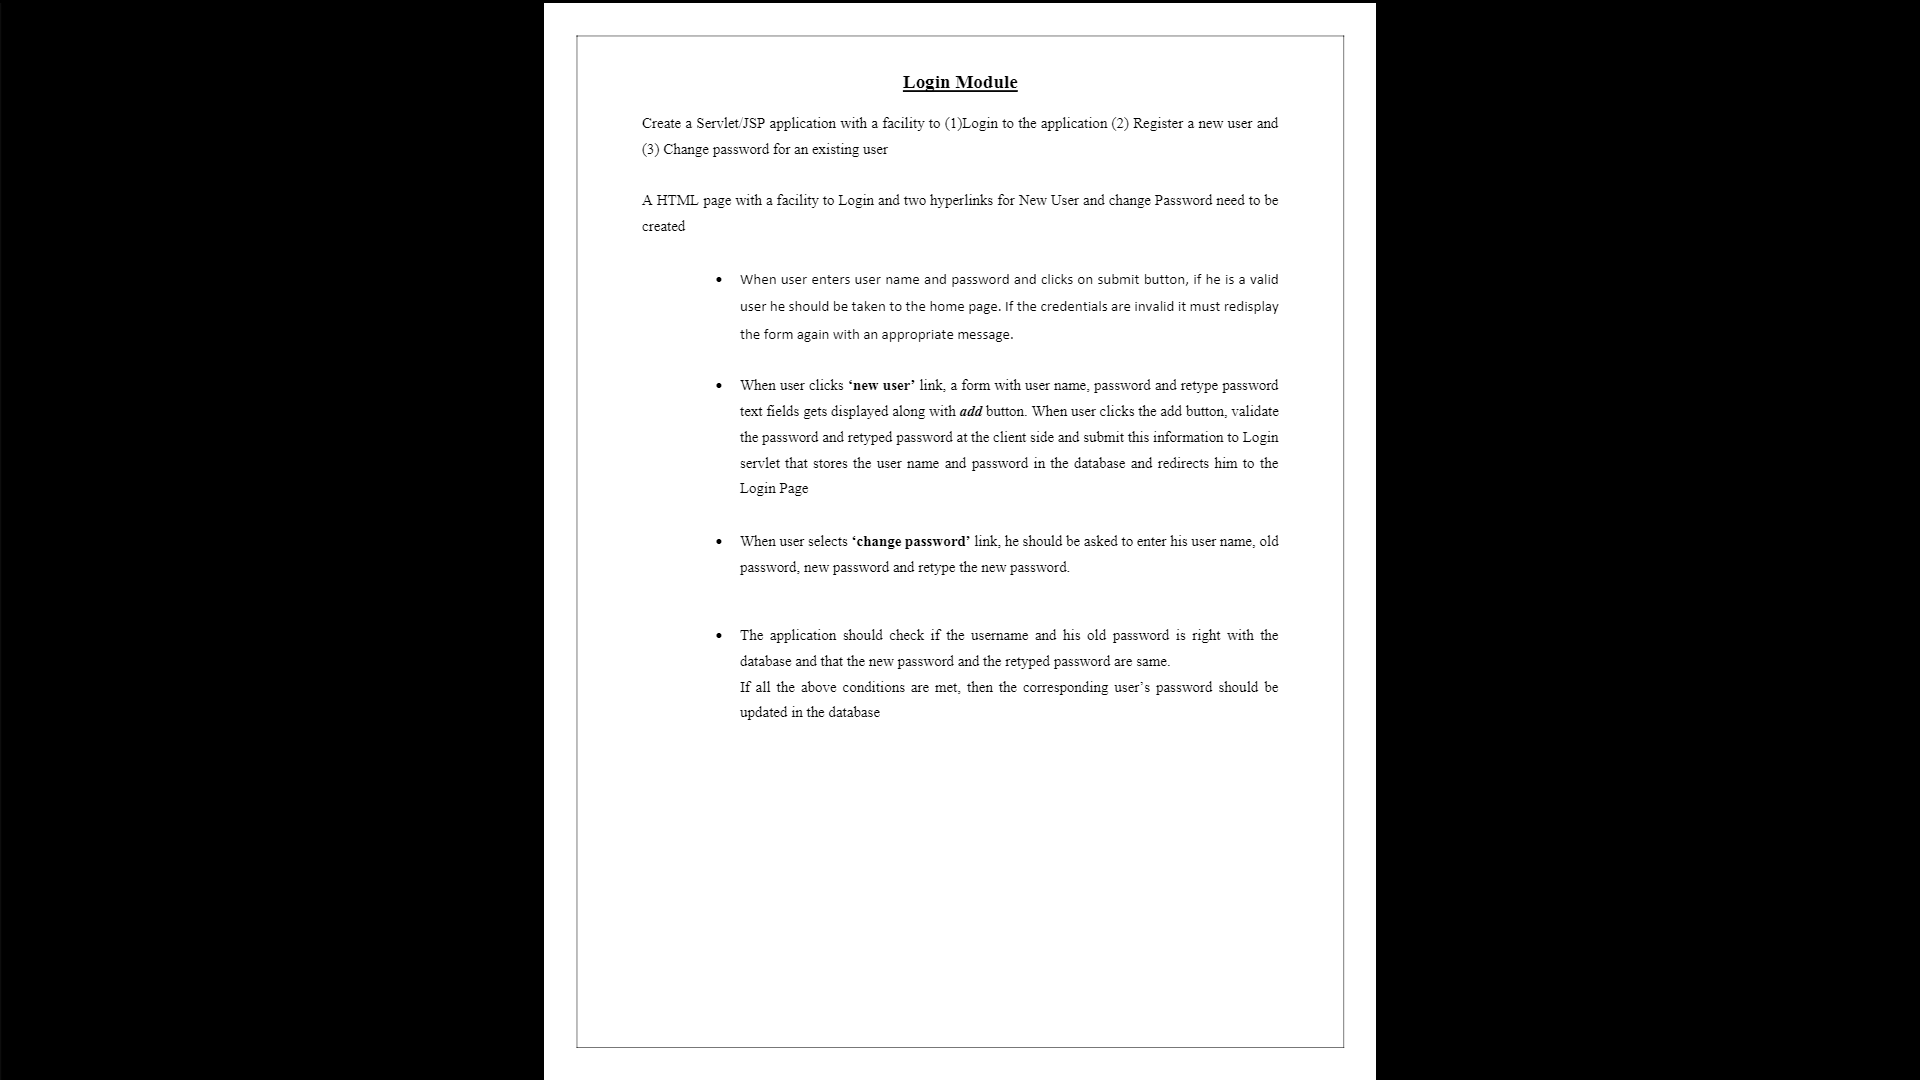 Login Module
Create a Servlet/JSP application with a facility to (1)Login to the application (2) Register a new user and
(3) Change password for an existing user
A HTML page with a facility to Login and two hyperlinks for New User and change Password need to be
created
• When user enters user name and password and clicks on submit button, if he is a valid
user he should be taken to the home page. If the credentials are invalid it must redisplay
the form again with an appropriate message.
• When user clicks ‘new user’ link, a form with user name, password and retype password
text fields gets displayed along with add button. When user clicks the add button, validate
the password and retyped password at the client side and submit this information to Login
servlet that stores the user name and password in the database and redirects him to the
Login Page
• When user selects ‘change password’ link, he should be asked to enter his user name, old
password, new password and retype the new password.
• The application should check if the username and his old password is right with the
database and that the new password and the retyped password are same.
If all the above conditions are met, then the corresponding user’s password should be
updated in the database